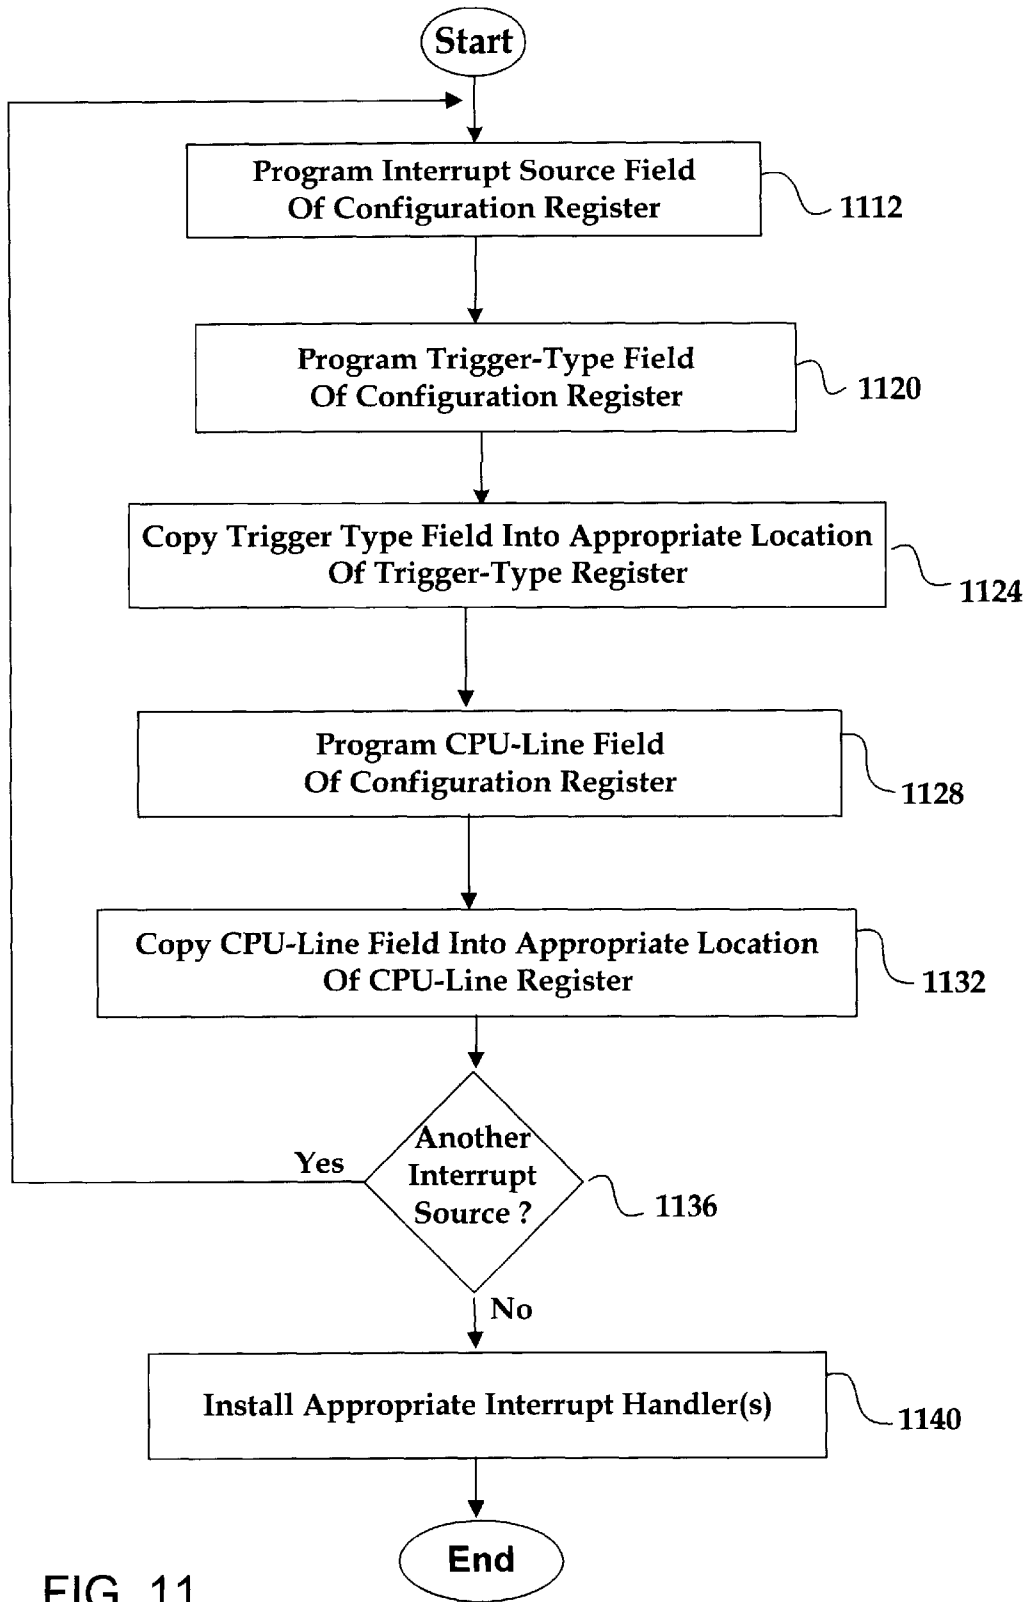 Start
Program Interrupt Source Field
Of Configuration Register
1112
Program Trigger-Type Field
Of Configuration Register
1120
Copy Trigger Type Field Into Appropriate Location
Of Trigger-Type Register
1124
Program CPU-Line Field
Of Configuration Register
1128
Copy CPU-Line Field Into Appropriate Location
Of CPU-Line Register
1132
Another
Interrupt
Source ?
Yes
1136
No
Install Appropriate Interrupt Handler(s)
1140
End
FIG. 11